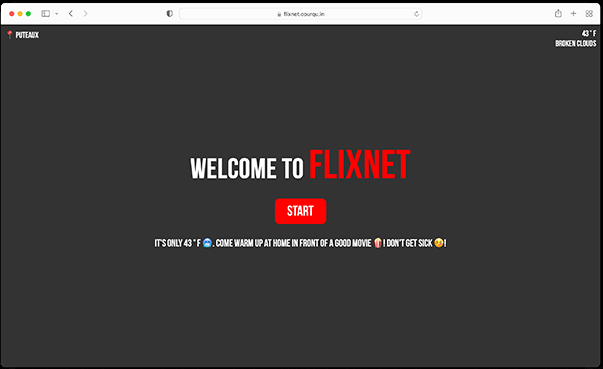 flixnet.courqu.in
📍 PUTEAUX
43 ° F
BROKEN CLOUDS
WELCOME TO FLIXNET
START
IT'S ONLY 43 ° F 🥶. COME WARM UP AT HOME IN FRONT OF A GOOD MOVIE 🍿! DON'T GET SICK 🤧!